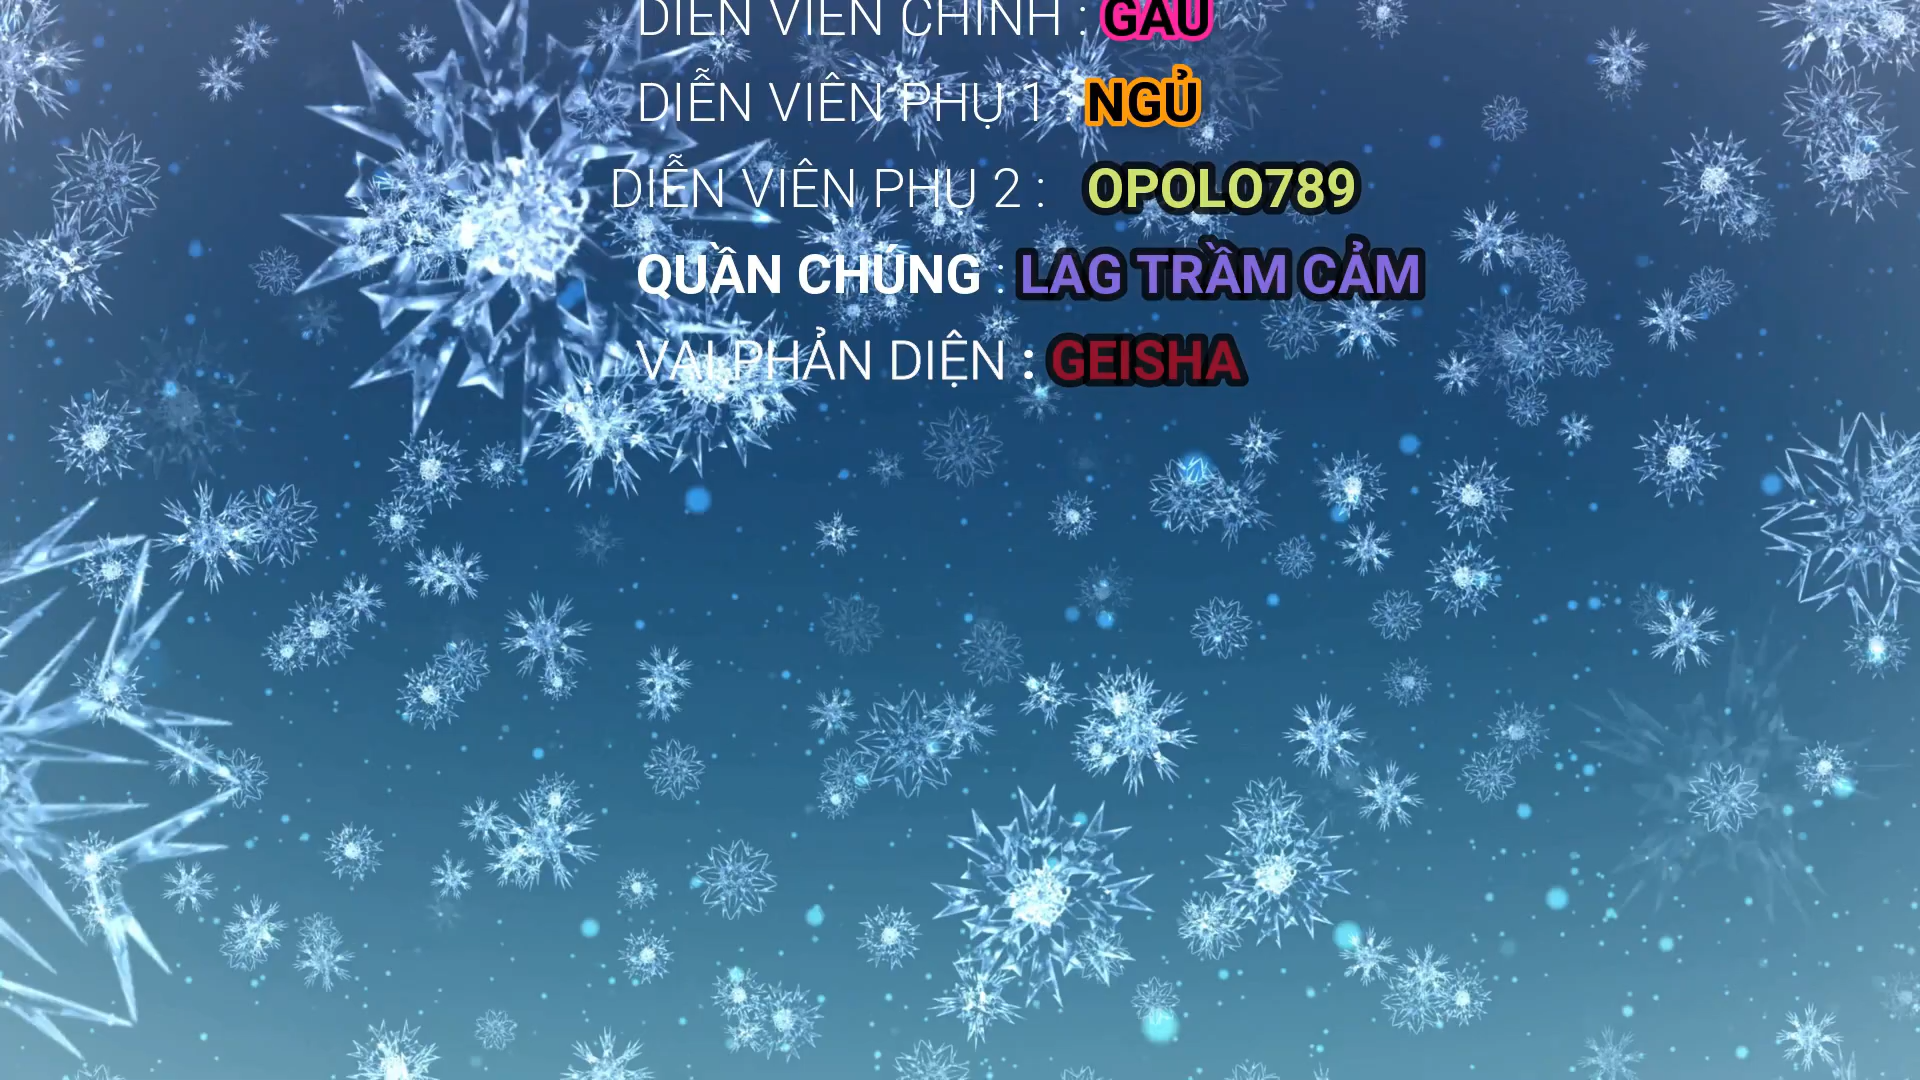 DIỄN VIÊN CHÍNH : GẤU
DIỄN VIÊN PHỤ 1 : NGỦ
DIỄN VIÊN PHỤ 2 : OPOLO789
QUẦN CHÚNG : LAG TRẦM CẢM
VAI PHẢN DIỆN : GEISHA